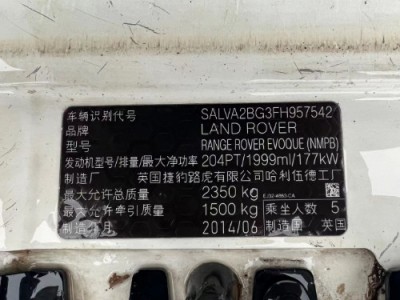 车辆识别代号 SALVA2BG3FH957542
品牌 LAND ROVER
型号 RANGE ROVER EVOQUE (NMPB)
发动机型号/排量/最大净功率 204PT/1999ml/177kW
制造厂 英国捷豹路虎有限公司哈利伍德工厂
最大允许总质量 2350 kg
最大允许牵引质量 1500 kg 乘坐人数 5
制造年月 2014/06 制造国 英国